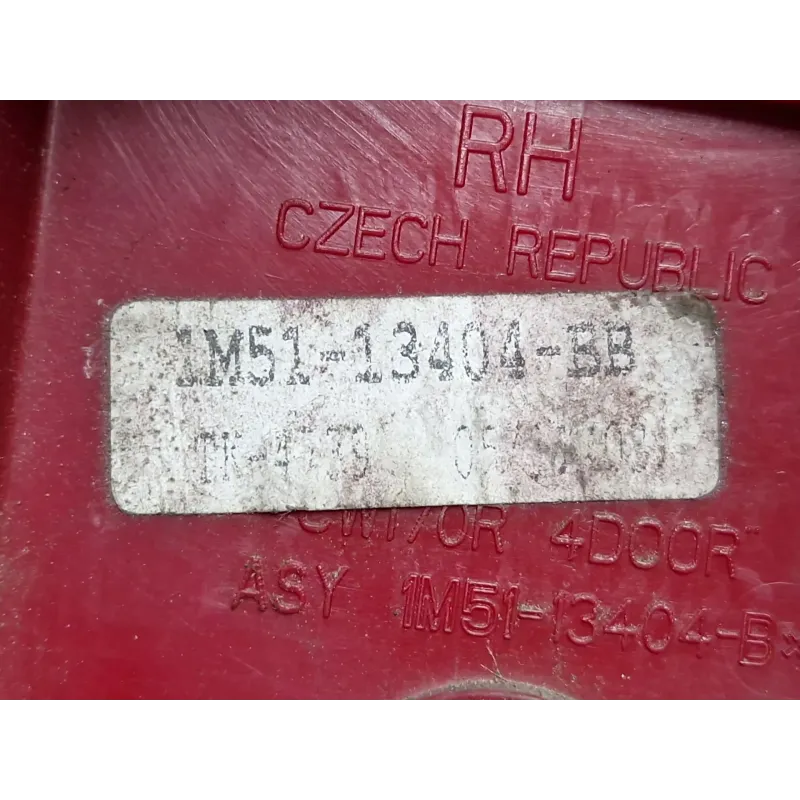 RH
CZECH REPUBLIC
1M51-13404-BB
4DOOR
ASY 1M51-13404-B*